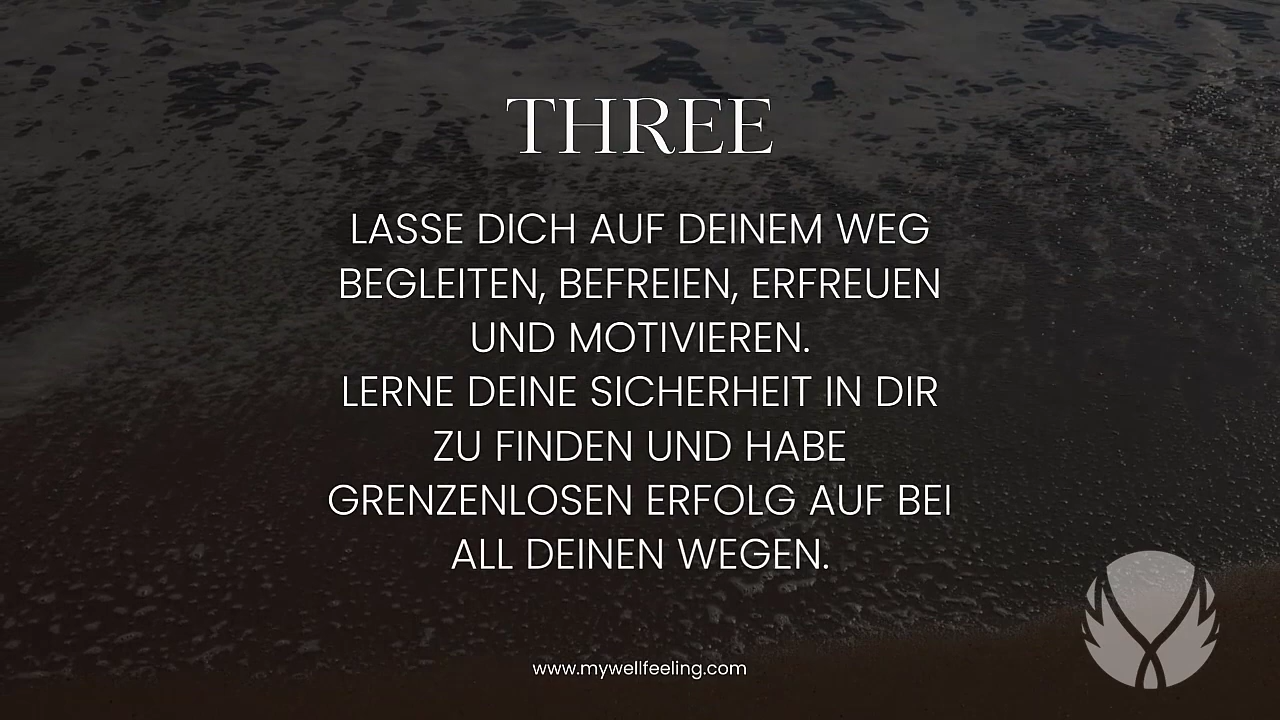 THREE
LASSE DICH AUF DEINEM WEG
BEGLEITEN, BEFREIEN, ERFREUEN
UND MOTIVIEREN.
LERNE DEINE SICHERHEIT IN DIR
ZU FINDEN UND HABE
GRENZENLOSEN ERFOLG AUF BEI
ALL DEINEN WEGEN.
www.mywellfeeling.com